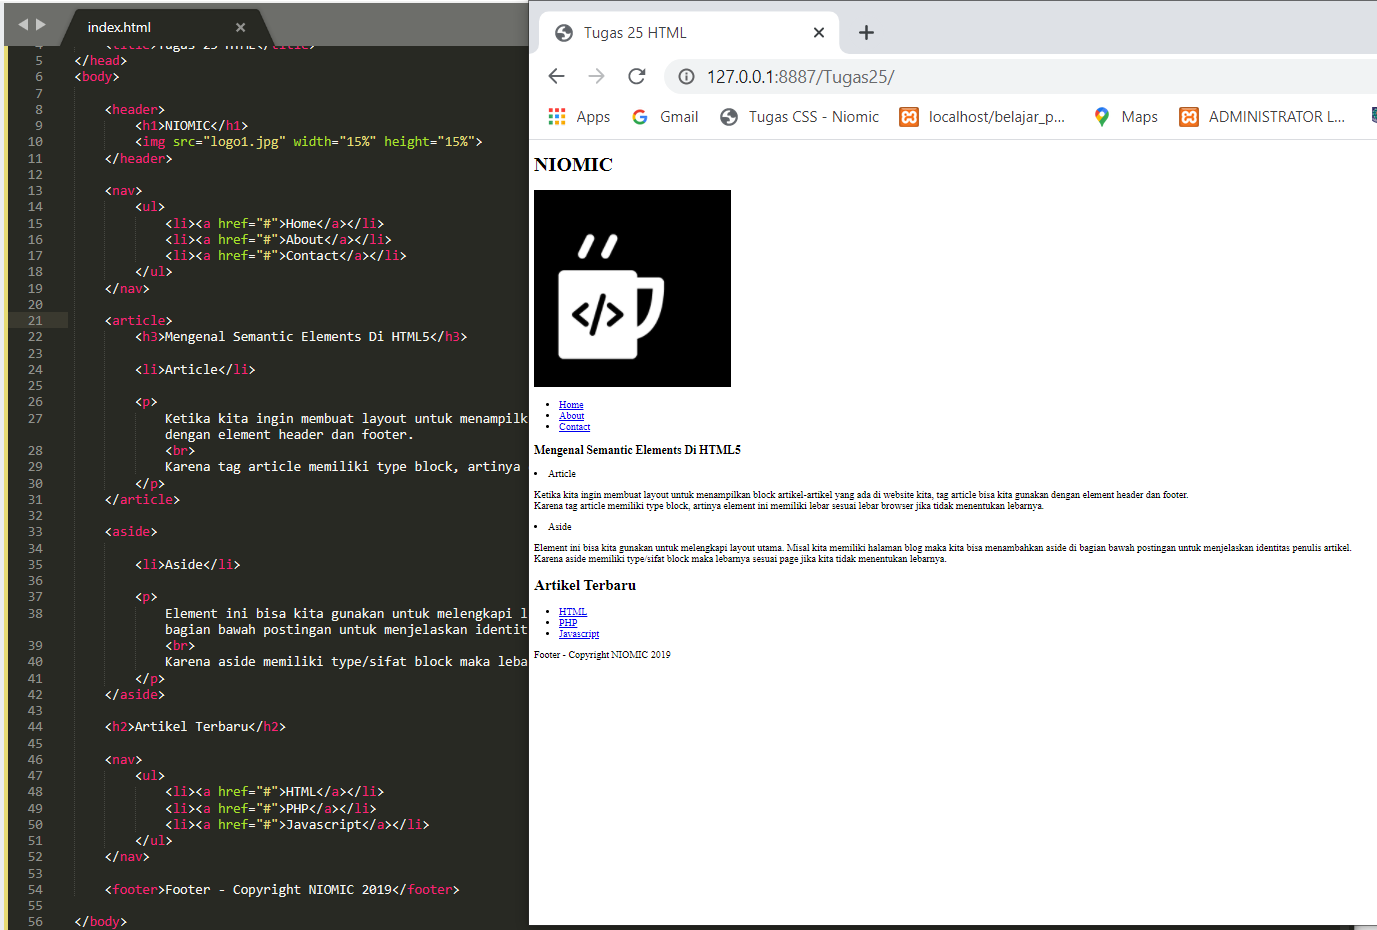 index.html
4 <title>Tugas 25 HTML</title>
5 </head>
6 <body>
7
8 <header>
9 <h1>NIOMIC</h1>
10 <img src="logo1.jpg" width="15%" height="15%">
11 </header>
12
13 <nav>
14 <ul>
15 <li><a href="#">Home</a></li>
16 <li><a href="#">About</a></li>
17 <li><a href="#">Contact</a></li>
18 </ul>
19 </nav>
20
21 <article>
22 <h3>Mengenal Semantic Elements Di HTML5</h3>
23
24 <li>Article</li>
25
26 <p>
27 Ketika kita ingin membuat layout untuk menampilk
dengan element header dan footer.
28 <br>
29 Karena tag article memiliki type block, artinya
30 </p>
31 </article>
32
33 <aside>
34
35 <li>Aside</li>
36
37 <p>
38 Element ini bisa kita gunakan untuk melengkapi l
bagian bawah postingan untuk menjelaskan identit
39 <br>
40 Karena aside memiliki type/sifat block maka leba
41 </p>
42 </aside>
43
44 <h2>Artikel Terbaru</h2>
45
46 <nav>
47 <ul>
48 <li><a href="#">HTML</a></li>
49 <li><a href="#">PHP</a></li>
50 <li><a href="#">Javascript</a></li>
51 </ul>
52 </nav>
53
54 <footer>Footer - Copyright NIOMIC 2019</footer>
55
56 </body>
Tugas 25 HTML
127.0.0.1:8887/Tugas25/
Apps Gmail Tugas CSS - Niomic localhost/belajar_p... Maps ADMINISTRATOR L...
NIOMIC
</>
Home
About
Contact
Mengenal Semantic Elements Di HTML5
Article
Ketika kita ingin membuat layout untuk menampilkan block artikel-artikel yang ada di website kita, tag article bisa kita gunakan dengan element header dan footer.
Karena tag article memiliki type block, artinya element ini memiliki lebar sesuai lebar browser jika tidak menentukan lebarnya.
Aside
Element ini bisa kita gunakan untuk melengkapi layout utama. Misal kita memiliki halaman blog maka kita bisa menambahkan aside di bagian bawah postingan untuk menjelaskan identitas penulis artikel.
Karena aside memiliki type/sifat block maka lebarnya sesuai page jika kita tidak menentukan lebarnya.
Artikel Terbaru
HTML
PHP
Javascript
Footer - Copyright NIOMIC 2019